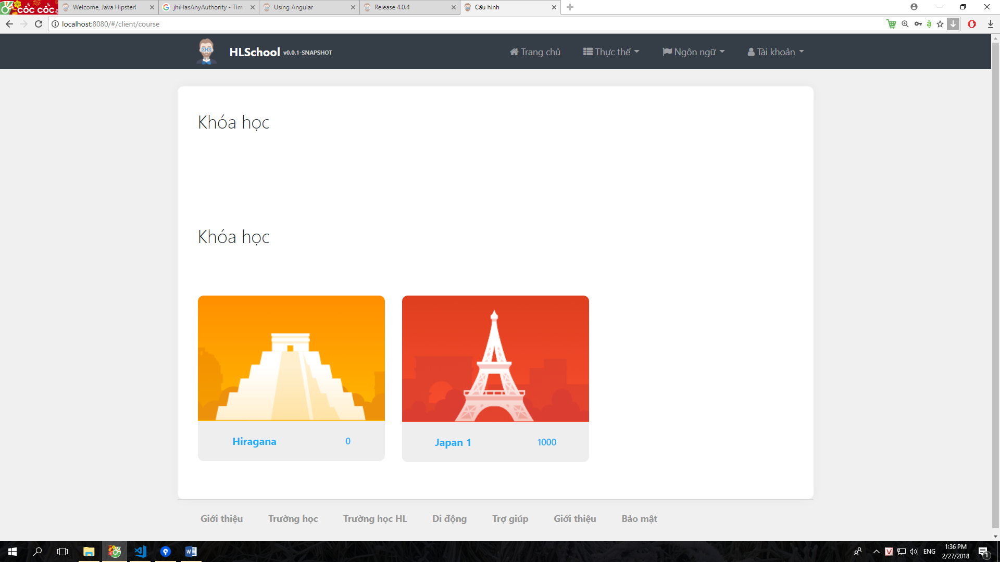 CỐC CỐC
Welcome, Java Hipster!
jhiHasAnyAuthority - Tìm
Using Angular
Release 4.0.4
Cấu hình
localhost:8080/#/client/course
HLSchool v0.0.1-SNAPSHOT
Trang chủ
Thực thể
Ngôn ngữ
Tài khoản
Khóa học
Khóa học
Hiragana 0
Japan 1 1000
Giới thiệu Trường học Trường học HL Di động Trợ giúp Giới thiệu Bảo mật
ENG
1:36 PM
2/27/2018
1